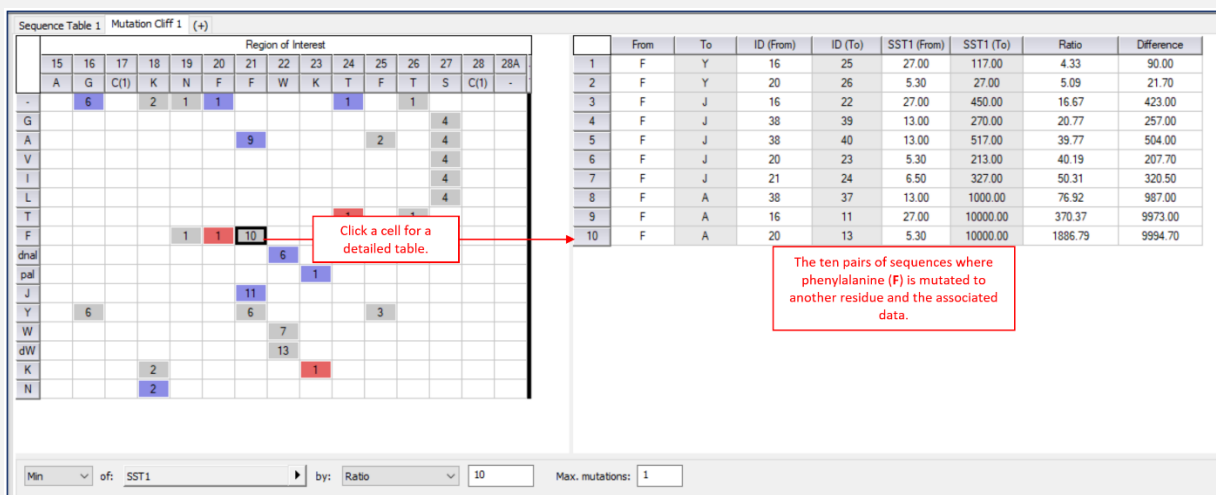 Sequence Table 1 Mutation Cliff 1 (+)
Region of Interest
15 16 17 18 19 20 21 22 23 24 25 26 27 28 28A
A G C(1) K N F F W K T F T S C(1) -
- 6 2 1 1 1 1
G 4
A 9 2 4
V 4
I 4
L 4
T 1 1
F 1 1 10
dnal 6
pal 1
J 11
Y 6 6 3
W 7
dW 13
K 2 1
N 2
Click a cell for a
detailed table.
From To ID (From) ID (To) SST1 (From) SST1 (To) Ratio Difference
1 F Y 16 25 27.00 117.00 4.33 90.00
2 F Y 20 26 5.30 27.00 5.09 21.70
3 F J 16 22 27.00 450.00 16.67 423.00
4 F J 38 39 13.00 270.00 20.77 257.00
5 F J 38 40 13.00 517.00 39.77 504.00
6 F J 20 23 5.30 213.00 40.19 207.70
7 F J 21 24 6.50 327.00 50.31 320.50
8 F A 38 37 13.00 1000.00 76.92 987.00
9 F A 16 11 27.00 10000.00 370.37 9973.00
10 F A 20 13 5.30 10000.00 1886.79 9994.70
The ten pairs of sequences where
phenylalanine (F) is mutated to
another residue and the associated
data.
Min of: SST1 by: Ratio 10 Max. mutations: 1